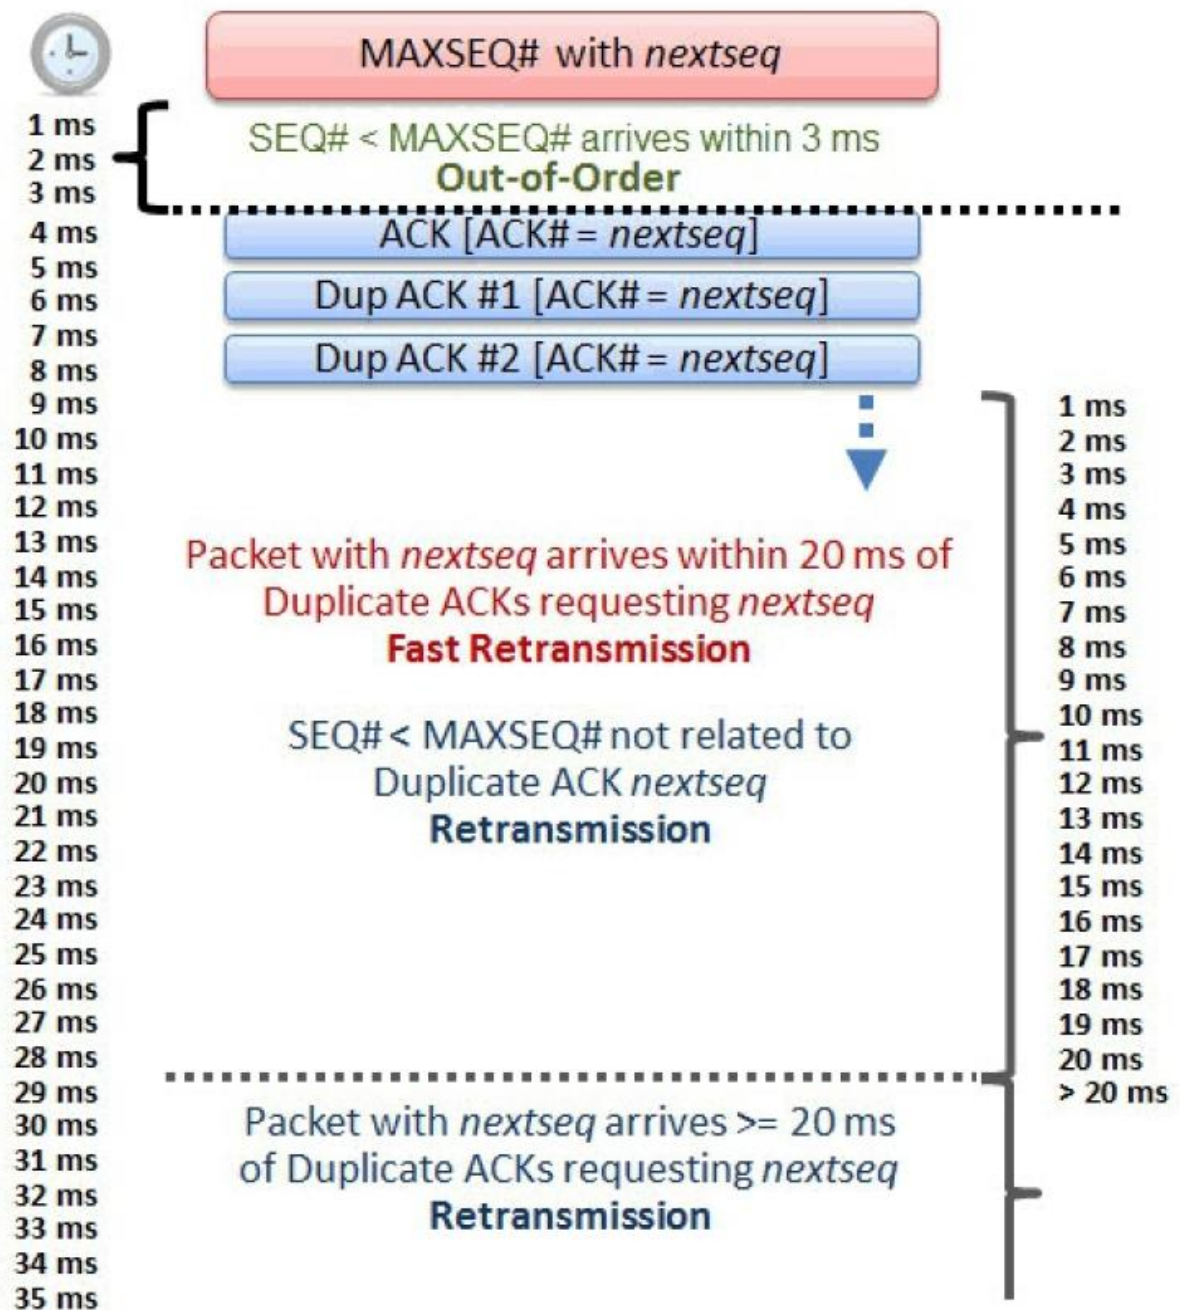 MAXSEQ# with nextseq
1 ms
2 ms
3 ms
4 ms
5 ms
6 ms
7 ms
8 ms
9 ms
10 ms
11 ms
12 ms
13 ms
14 ms
15 ms
16 ms
17 ms
18 ms
19 ms
20 ms
21 ms
22 ms
23 ms
24 ms
25 ms
26 ms
27 ms
28 ms
29 ms
30 ms
31 ms
32 ms
33 ms
34 ms
35 ms
SEQ# < MAXSEQ# arrives within 3 ms
Out-of-Order
ACK [ACK# = nextseq]
Dup ACK #1 [ACK# = nextseq]
Dup ACK #2 [ACK# = nextseq]
Packet with nextseq arrives within 20 ms of
Duplicate ACKs requesting nextseq
Fast Retransmission
SEQ# < MAXSEQ# not related to
Duplicate ACK nextseq
Retransmission
Packet with nextseq arrives >= 20 ms
of Duplicate ACKs requesting nextseq
Retransmission
1 ms
2 ms
3 ms
4 ms
5 ms
6 ms
7 ms
8 ms
9 ms
10 ms
11 ms
12 ms
13 ms
14 ms
15 ms
16 ms
17 ms
18 ms
19 ms
20 ms
> 20 ms